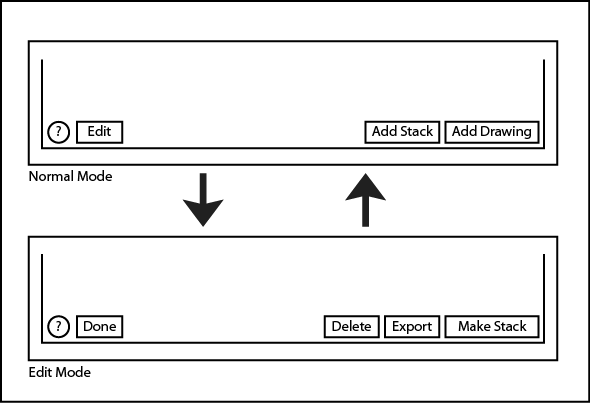 ? Edit Add Stack Add Drawing
Normal Mode
? Done Delete Export Make Stack
Edit Mode